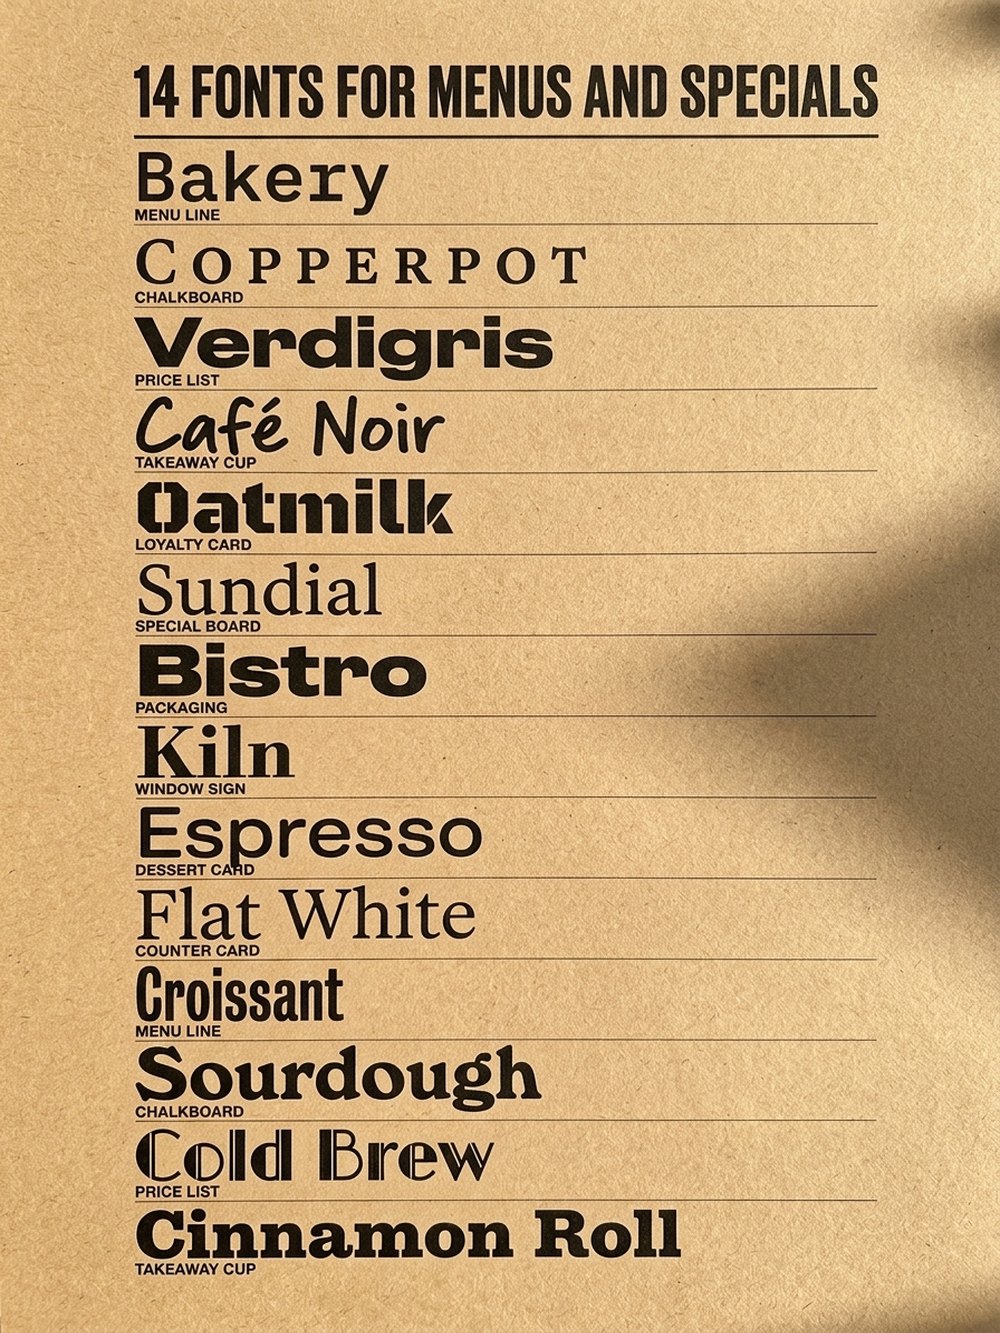 14 FONTS FOR MENUS AND SPECIALS
Bakery
MENU LINE
COPPERPOT
CHALKBOARD
Verdigris
PRICE LIST
Café Noir
TAKEAWAY CUP
Oatmilk
LOYALTY CARD
Sundial
SPECIAL BOARD
Bistro
PACKAGING
Kiln
WINDOW SIGN
Espresso
DESSERT CARD
Flat White
COUNTER CARD
Croissant
MENU LINE
Sourdough
CHALKBOARD
Cold Brew
PRICE LIST
Cinnamon Roll
TAKEAWAY CUP